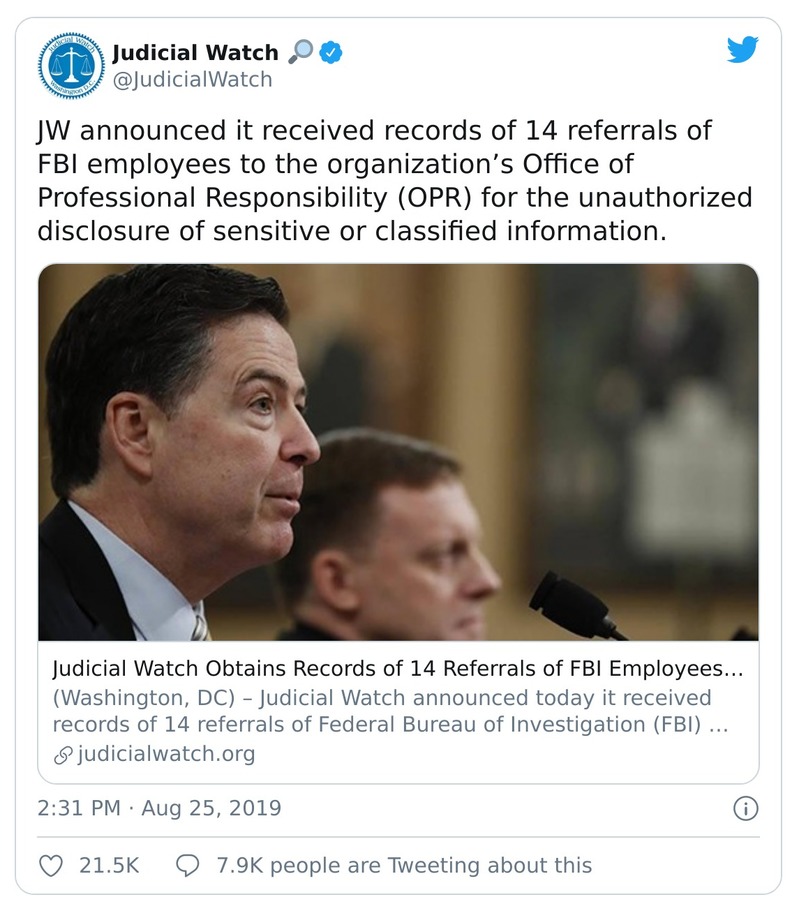 Judicial Watch
Washington D.C.
Judicial Watch
@JudicialWatch
JW announced it received records of 14 referrals of
FBI employees to the organization’s Office of
Professional Responsibility (OPR) for the unauthorized
disclosure of sensitive or classified information.
Judicial Watch Obtains Records of 14 Referrals of FBI Employees…
(Washington, DC) – Judicial Watch announced today it received
records of 14 referrals of Federal Bureau of Investigation (FBI) …
judicialwatch.org
2:31 PM · Aug 25, 2019
21.5K 7.9K people are Tweeting about this